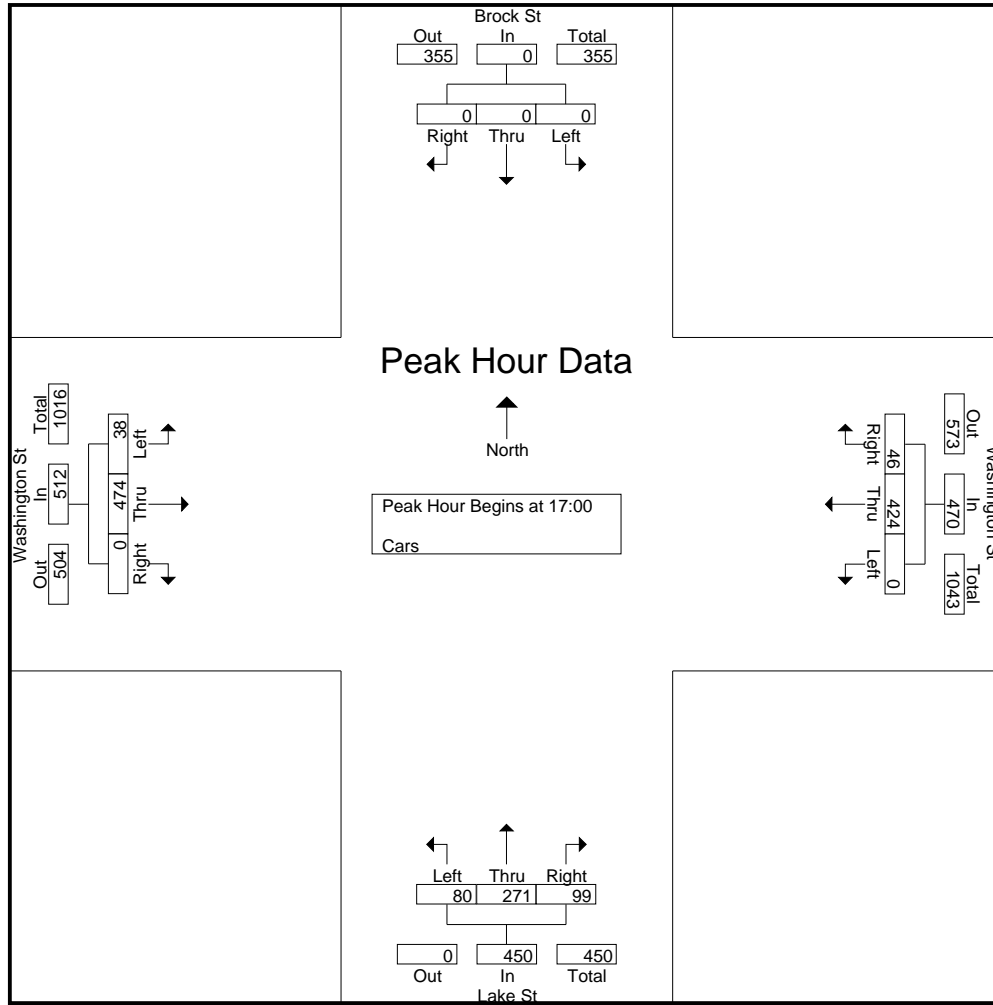 Brock St
Out In Total
355 0 355
0 0 0
Right Thru Left
Peak Hour Data
North
Peak Hour Begins at 17:00
Cars
Washington St
Total In Out
1016 512 504
38 474 0
Left Thru Right
Washington St
Out In Total
573 470 1043
46 424 0
Right Thru Left
Left Thru Right
80 271 99
0 450 450
Out In Total
Lake St